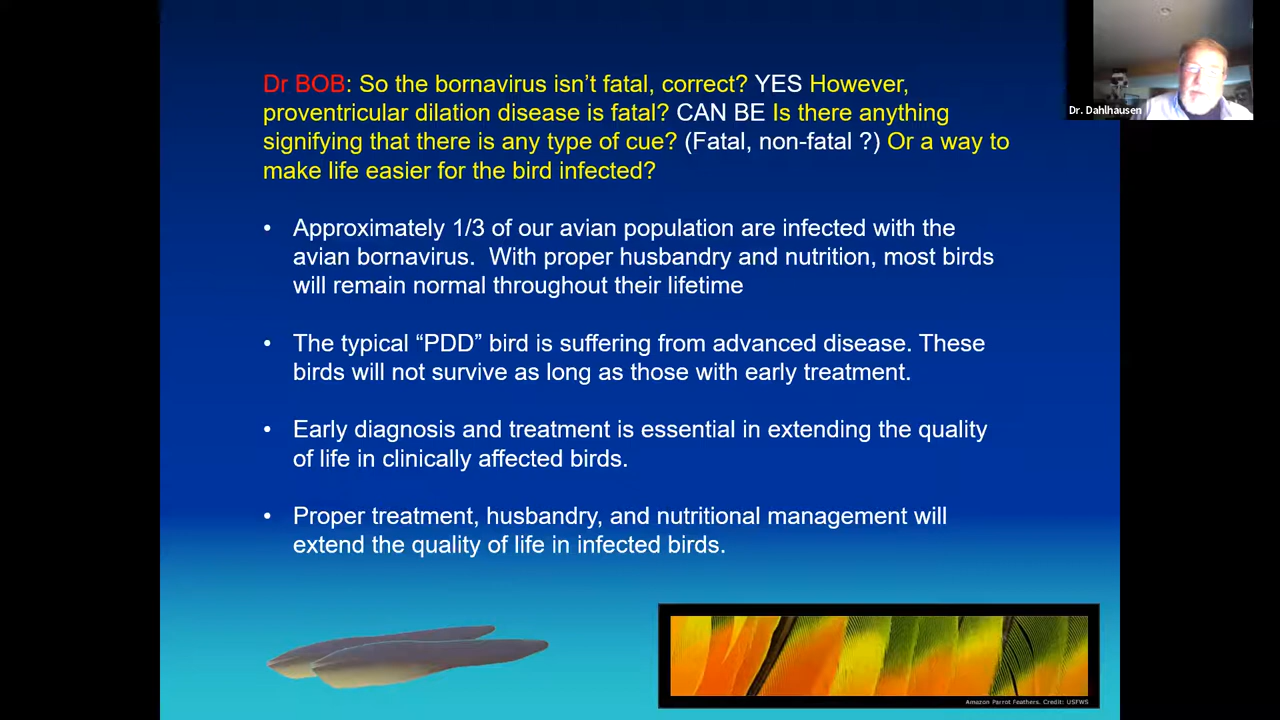 Dr BOB: So the bornavirus isn’t fatal, correct? YES However,
proventricular dilation disease is fatal? CAN BE Is there anything
signifying that there is any type of cue? (Fatal, non-fatal ?) Or a way to
make life easier for the bird infected?
• Approximately 1/3 of our avian population are infected with the
avian bornavirus.  With proper husbandry and nutrition, most birds
will remain normal throughout their lifetime
• The typical “PDD” bird is suffering from advanced disease. These
birds will not survive as long as those with early treatment.
• Early diagnosis and treatment is essential in extending the quality
of life in clinically affected birds.
• Proper treatment, husbandry, and nutritional management will
extend the quality of life in infected birds.
Dr. Dahlhausen
Amazon Parrot Feathers. Credit: USFWS